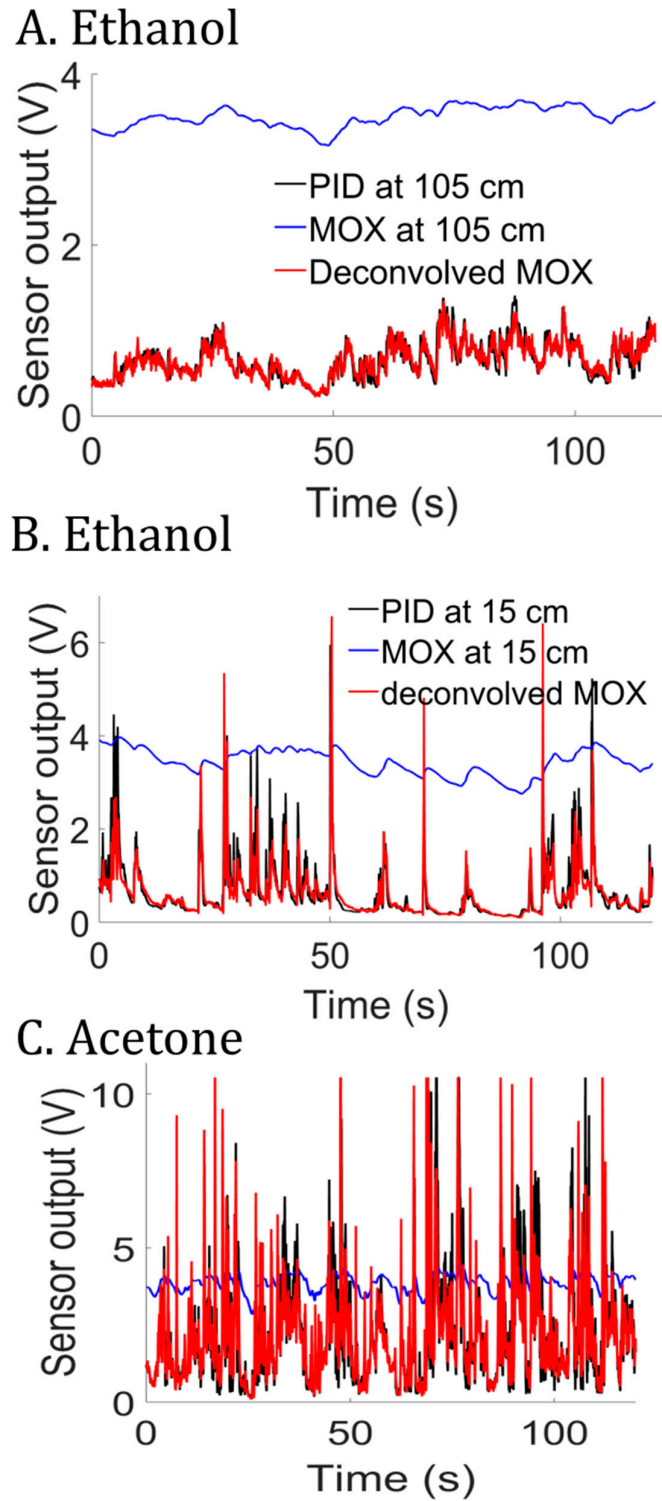 A. Ethanol
4
2
0
Sensor output (V)
PID at 105 cm
MOX at 105 cm
Deconvolved MOX
0 50 100
Time (s)
B. Ethanol
6
4
2
0
Sensor output (V)
PID at 15 cm
MOX at 15 cm
deconvolved MOX
0 50 100
Time (s)
C. Acetone
10
5
0
Sensor output (V)
0 50 100
Time (s)